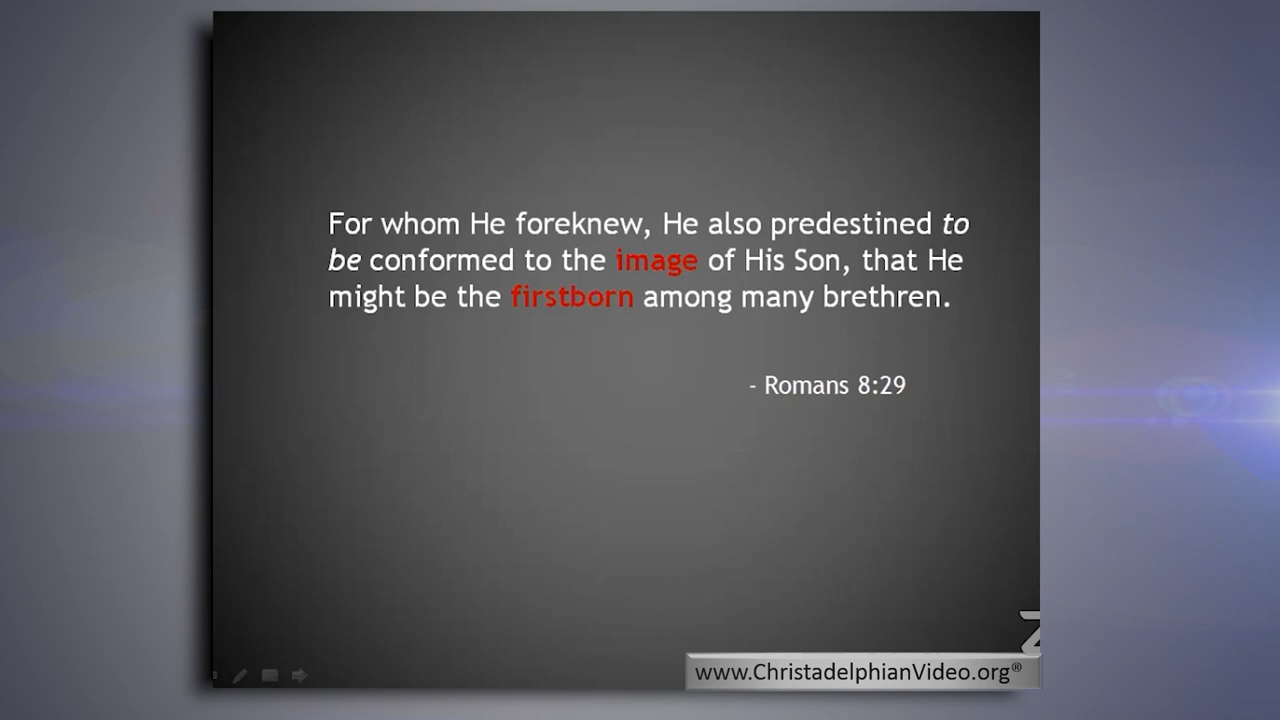 For whom He foreknew, He also predestined to
be conformed to the image of His Son, that He
might be the firstborn among many brethren.
- Romans 8:29
www.ChristadelphianVideo.org®